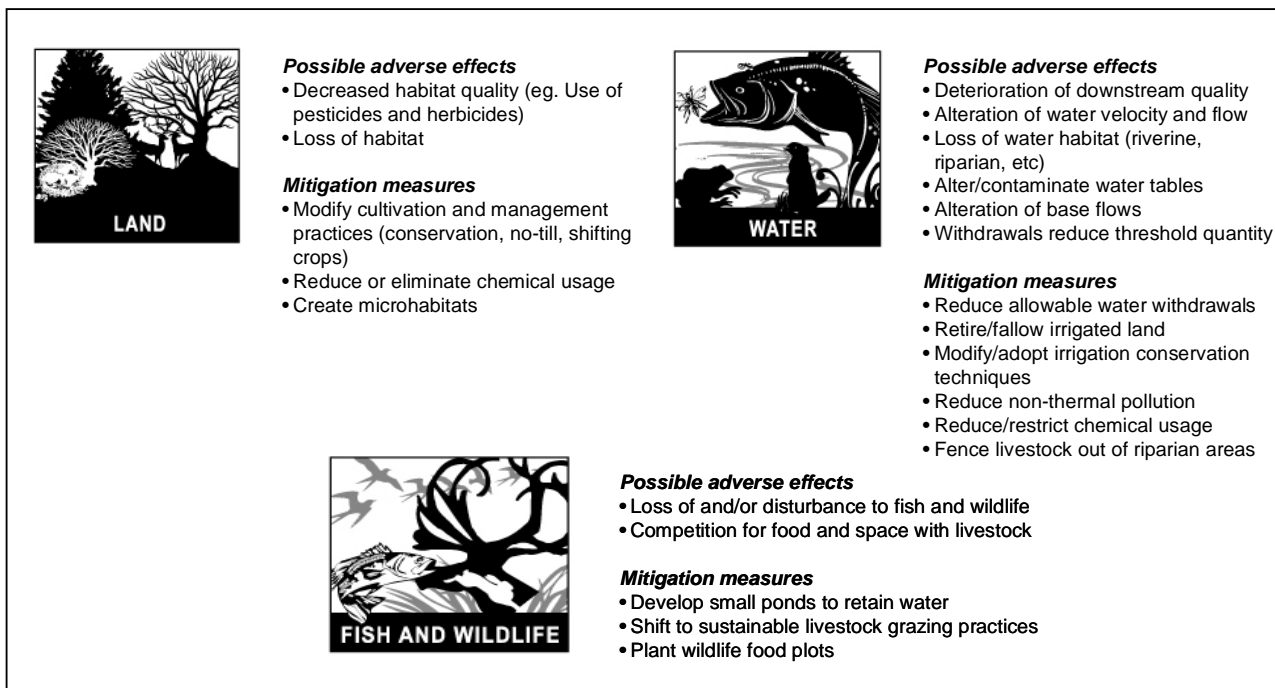 LAND
Possible adverse effects
• Decreased habitat quality (eg. Use of
pesticides and herbicides)
• Loss of habitat
Mitigation measures
• Modify cultivation and management
practices (conservation, no-till, shifting
crops)
• Reduce or eliminate chemical usage
• Create microhabitats
WATER
Possible adverse effects
• Deterioration of downstream quality
• Alteration of water velocity and flow
• Loss of water habitat (riverine,
riparian, etc)
• Alter/contaminate water tables
• Alteration of base flows
• Withdrawals reduce threshold quantity
Mitigation measures
• Reduce allowable water withdrawals
• Retire/fallow irrigated land
• Modify/adopt irrigation conservation
techniques
• Reduce non-thermal pollution
• Reduce/restrict chemical usage
• Fence livestock out of riparian areas
FISH AND WILDLIFE
Possible adverse effects
• Loss of and/or disturbance to fish and wildlife
• Competition for food and space with livestock
Mitigation measures
• Develop small ponds to retain water
• Shift to sustainable livestock grazing practices
• Plant wildlife food plots